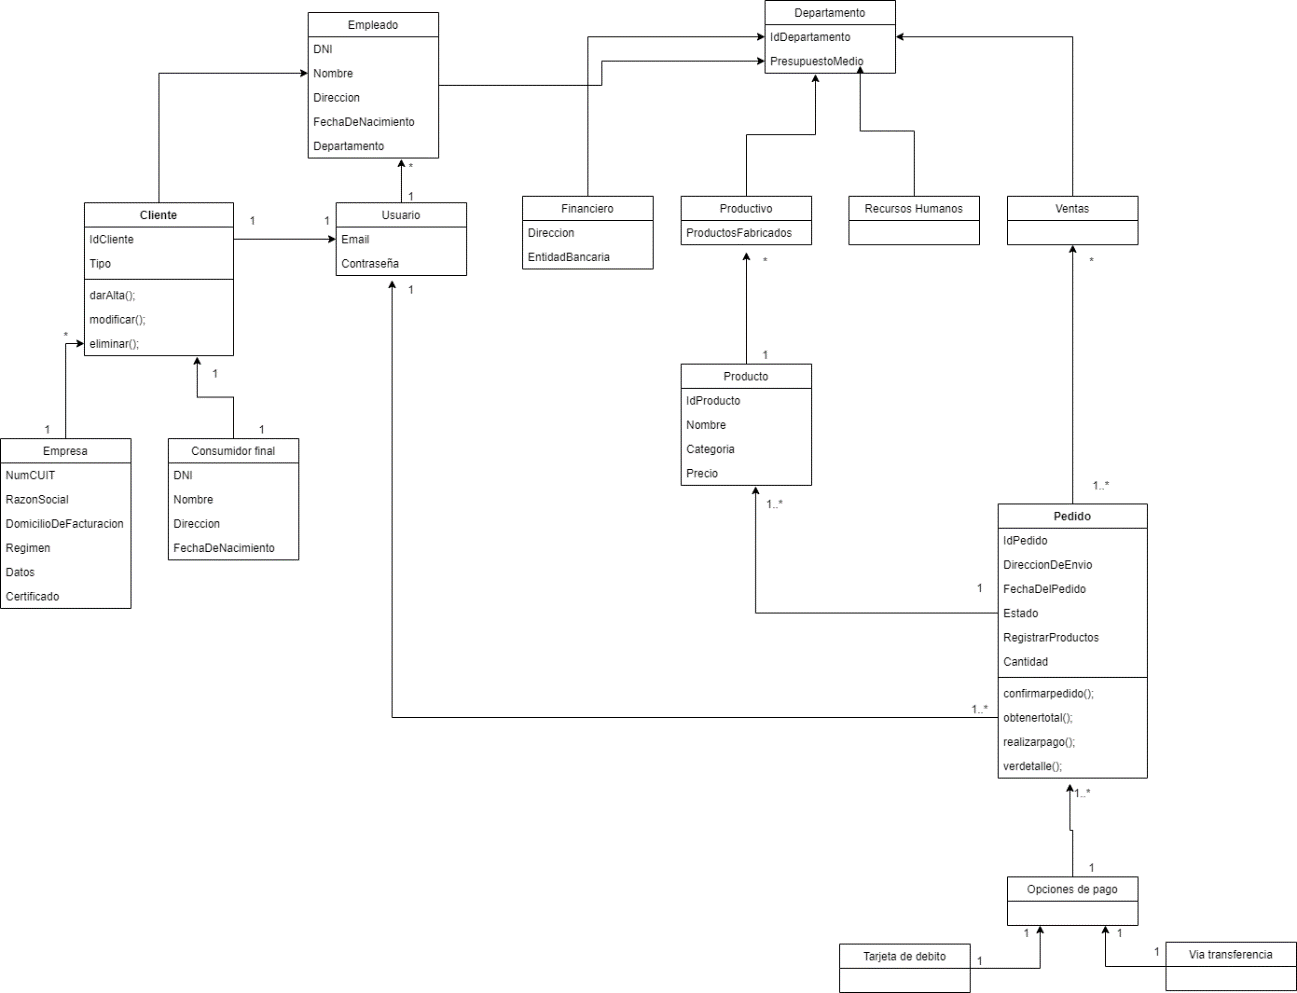 Empleado
DNI
Nombre
Direccion
FechaDeNacimiento
Departamento
Departamento
IdDepartamento
PresupuestoMedio
*
1
Cliente
IdCliente
Tipo
darAlta();
modificar();
eliminar();
1
1
Usuario
Email
Contraseña
1
Financiero
Direccion
EntidadBancaria
Productivo
ProductosFabricados
*
Recursos Humanos
Ventas
*
*
1
1
1
Empresa
NumCUIT
RazonSocial
DomicilioDeFacturacion
Regimen
Datos
Certificado
Consumidor final
DNI
Nombre
Direccion
FechaDeNacimiento
1
Producto
IdProducto
Nombre
Categoria
Precio
1..*
1..*
Pedido
IdPedido
DireccionDeEnvio
FechaDelPedido
Estado
RegistrarProductos
Cantidad
confirmarpedido();
obtenertotal();
realizarpago();
verdetalle();
1
1..*
1..*
1
Opciones de pago
1
1
Tarjeta de debito
1
1
Via transferencia